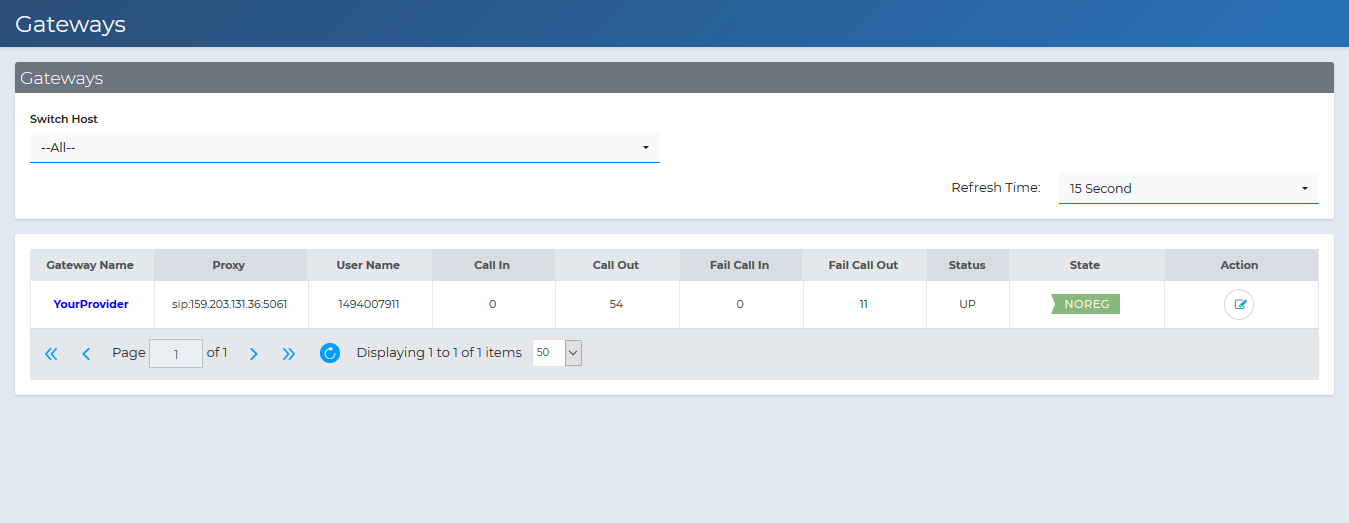 Gateways
Gateways
Switch Host
--All--
Refresh Time: 15 Second
Gateway Name Proxy User Name Call In Call Out Fail Call In Fail Call Out Status State Action
YourProvider sip:159.203.131.36:5061 1494007911 0 54 0 11 UP NOREG
Page 1 of 1 Displaying 1 to 1 of 1 items 50